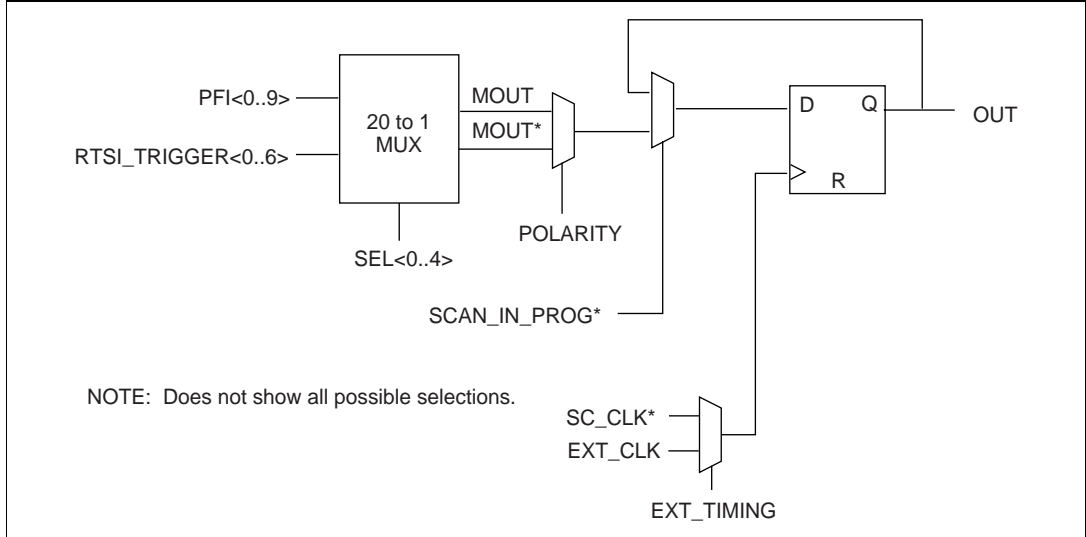 PFI<0..9>
RTSI_TRIGGER<0..6>
20 to 1
MUX
SEL<0..4>
MOUT
MOUT*
POLARITY
SCAN_IN_PROG*
D
Q
R
OUT
NOTE: Does not show all possible selections.
SC_CLK*
EXT_CLK
EXT_TIMING